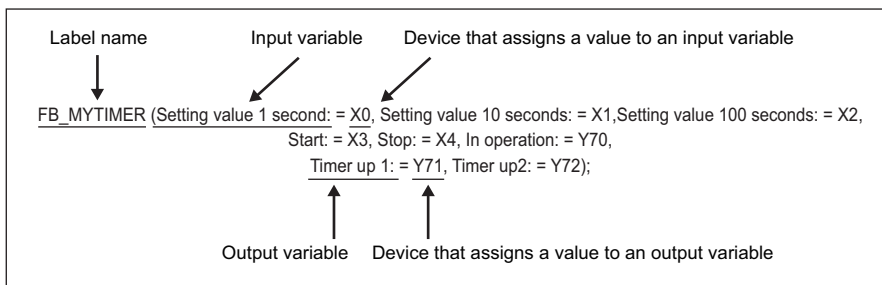 Label name Input variable Device that assigns a value to an input variable
FB_MYTIMER (Setting value 1 second: = X0, Setting value 10 seconds: = X1,Setting value 100 seconds: = X2,
Start: = X3, Stop: = X4, In operation: = Y70,
Timer up 1: = Y71, Timer up2: = Y72);
Output variable Device that assigns a value to an output variable